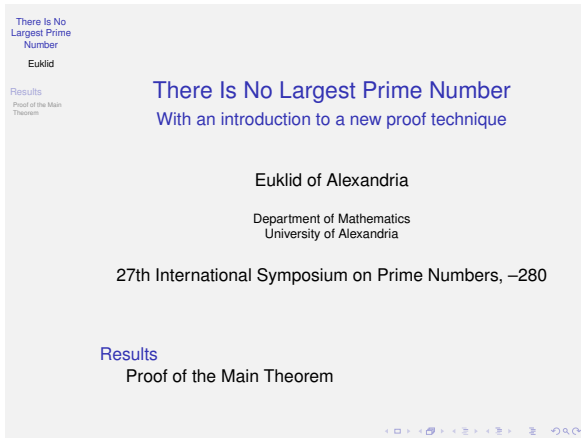 There Is No
Largest Prime
Number
Euklid
Results
Proof of the Main
Theorem
There Is No Largest Prime Number
With an introduction to a new proof technique
Euklid of Alexandria
Department of Mathematics
University of Alexandria
27th International Symposium on Prime Numbers, –280
Results
Proof of the Main Theorem